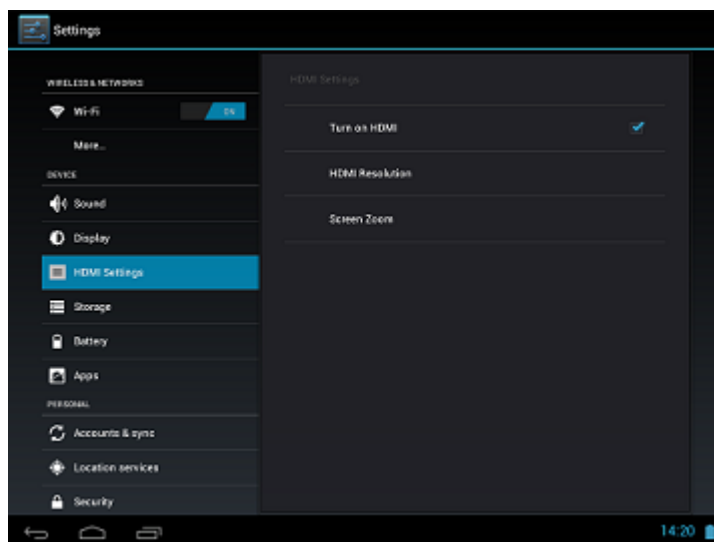 Settings
WIRELESS & NETWORKS
Wi-Fi
ON
More...
DEVICE
Sound
Display
HDMI Settings
Storage
Battery
Apps
PERSONAL
Accounts & sync
Location services
Security
HDMI Settings
Turn on HDMI
HDMI Resolution
Screen Zoom
14:20